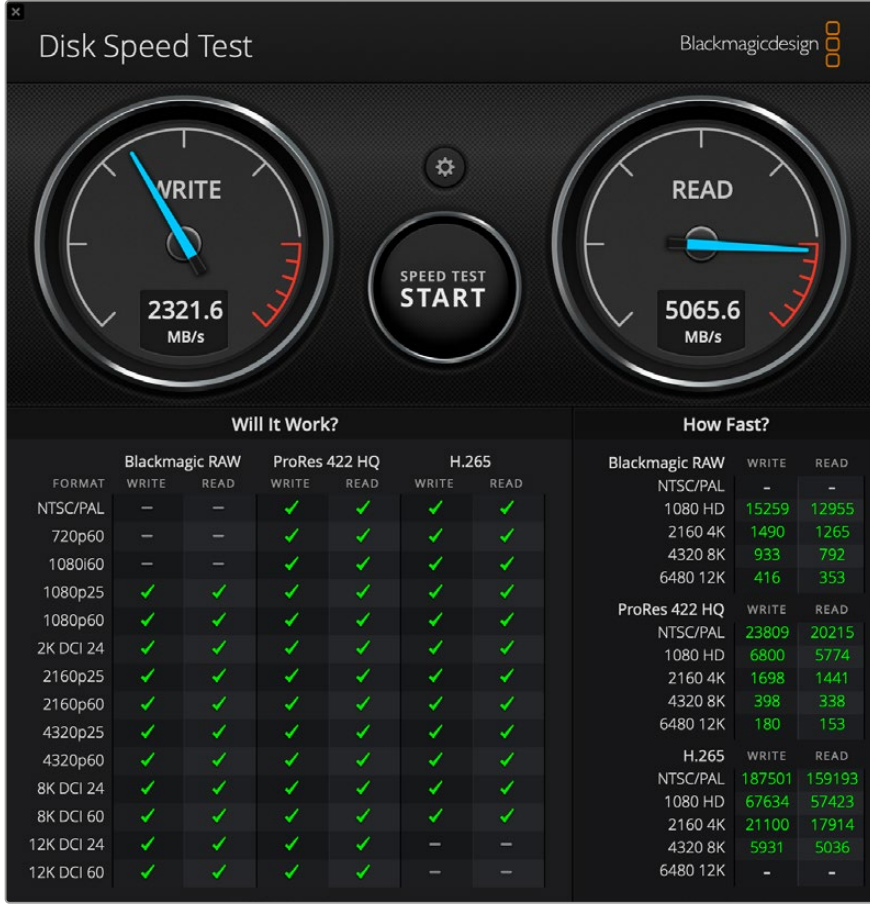 Disk Speed Test
Blackmagicdesign
WRITE
2321.6
MB/s
SPEED TEST
START
READ
5065.6
MB/s
Will It Work?
Blackmagic RAW ProRes 422 HQ H.265
FORMAT WRITE READ WRITE READ WRITE READ
NTSC/PAL – – ✓ ✓ ✓ ✓
720p60 – – ✓ ✓ ✓ ✓
1080i60 – – ✓ ✓ ✓ ✓
1080p25 ✓ ✓ ✓ ✓ ✓ ✓
1080p60 ✓ ✓ ✓ ✓ ✓ ✓
2K DCI 24 ✓ ✓ ✓ ✓ ✓ ✓
2160p25 ✓ ✓ ✓ ✓ ✓ ✓
2160p60 ✓ ✓ ✓ ✓ ✓ ✓
4320p25 ✓ ✓ ✓ ✓ ✓ ✓
4320p60 ✓ ✓ ✓ ✓ ✓ ✓
8K DCI 24 ✓ ✓ ✓ ✓ ✓ ✓
8K DCI 60 ✓ ✓ ✓ ✓ ✓ ✓
12K DCI 24 ✓ ✓ ✓ ✓ – –
12K DCI 60 ✓ ✓ ✓ ✓ – –
How Fast?
Blackmagic RAW WRITE READ
NTSC/PAL - -
1080 HD 15259 12955
2160 4K 1490 1265
4320 8K 933 792
6480 12K 416 353
ProRes 422 HQ WRITE READ
NTSC/PAL 23809 20215
1080 HD 6800 5774
2160 4K 1698 1441
4320 8K 398 338
6480 12K 180 153
H.265 WRITE READ
NTSC/PAL 187501 159193
1080 HD 67634 57423
2160 4K 21100 17914
4320 8K 5931 5036
6480 12K - -